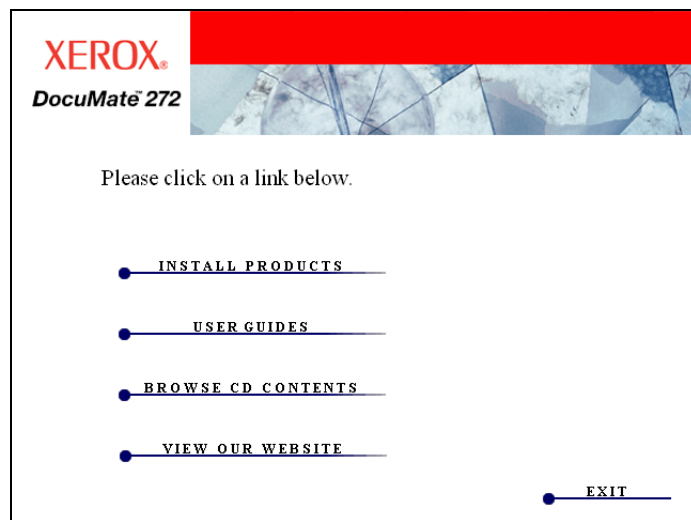 XEROX®
DocuMate™ 272
Please click on a link below.
INSTALL PRODUCTS
USER GUIDES
BROWSE CD CONTENTS
VIEW OUR WEBSITE
EXIT